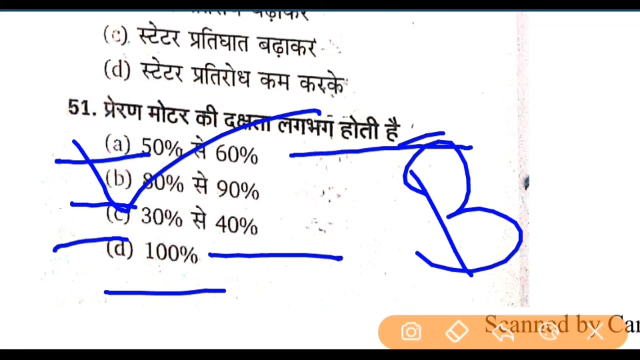 (c) स्टेटर प्रतिघात बढ़ाकर
(d) स्टेटर प्रतिरोध कम करके
51. प्रेरण मोटर की दक्षता लगभग होती है
(a) 50% से 60%
(b) 80% से 90%
(c) 30% से 40%
(d) 100%
B
Scanned by Ca